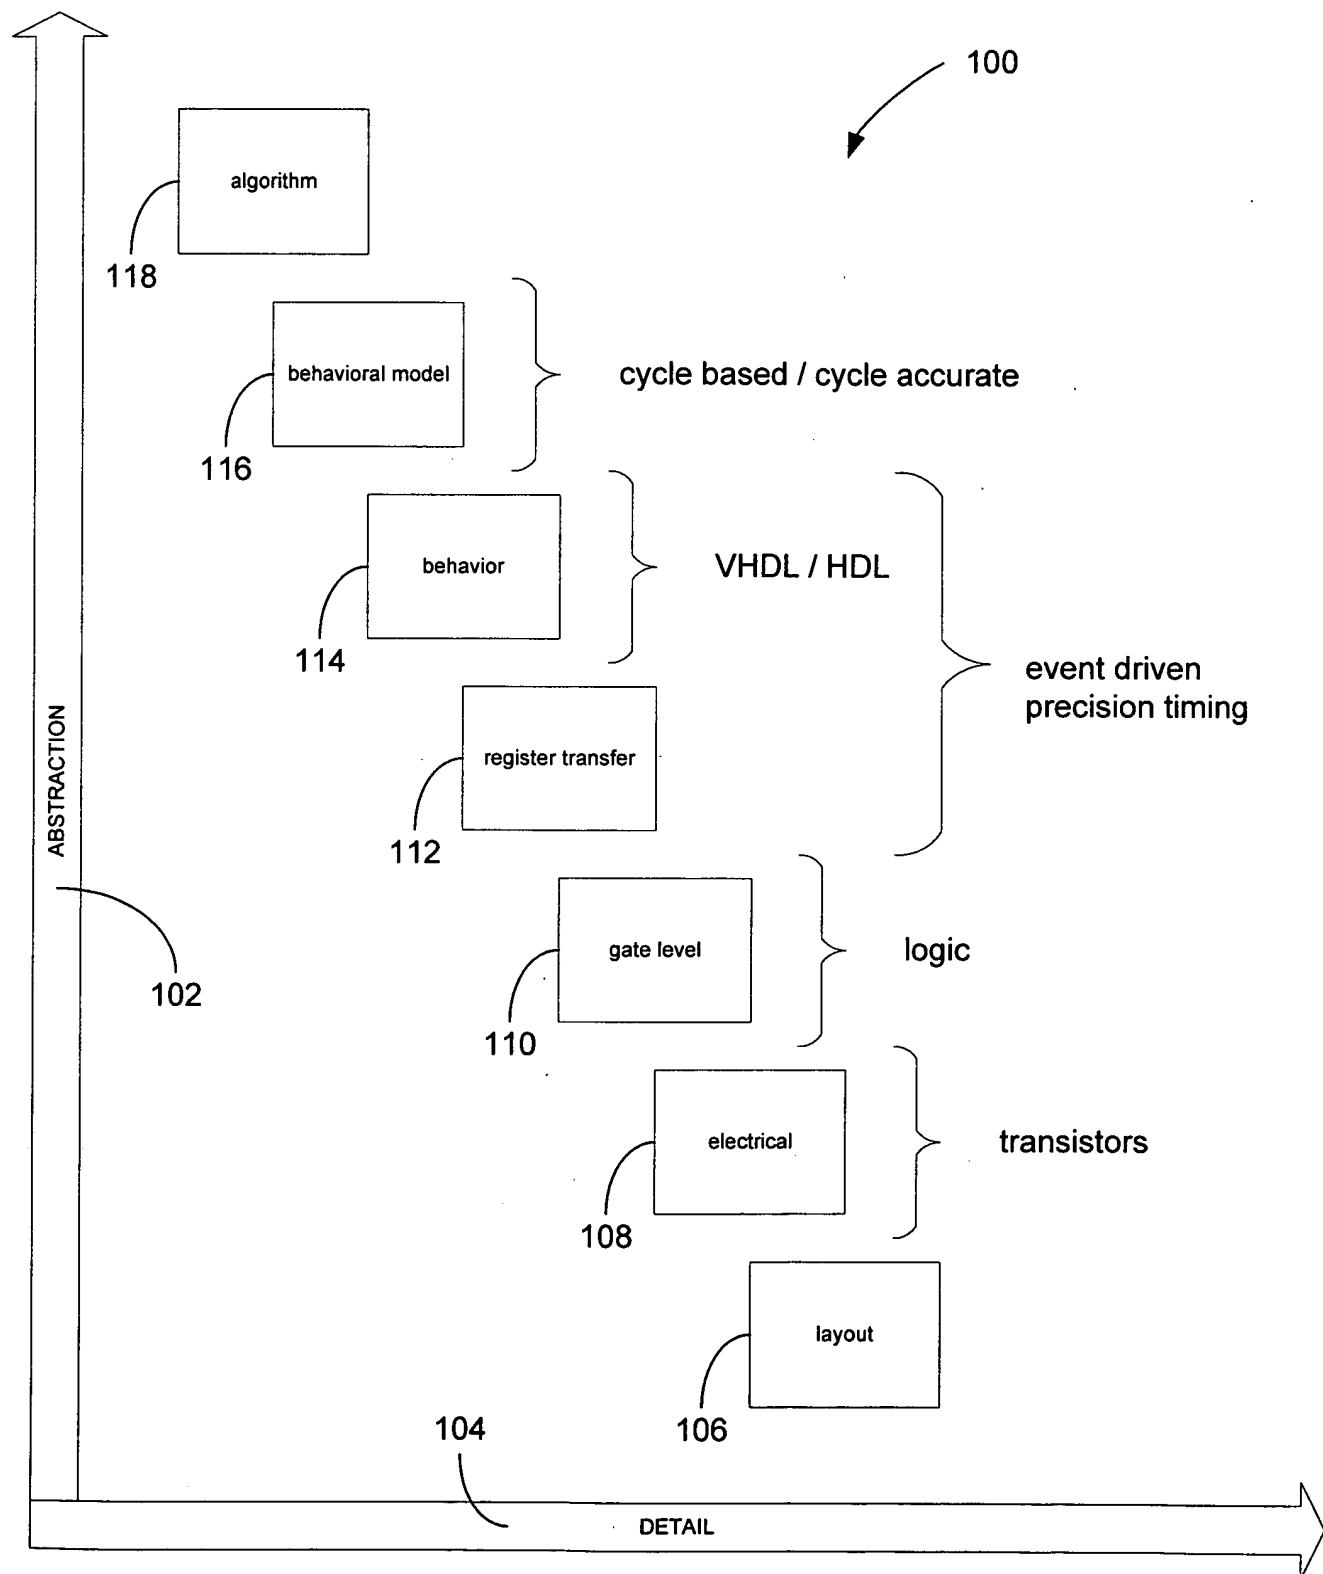 100
algorithm
118
behavioral model
cycle based / cycle accurate
116
behavior
VHDL / HDL
114
event driven
precision timing
register transfer
112
ABSTRACTION
gate level
logic
102
110
electrical
transistors
108
layout
106
104
DETAIL